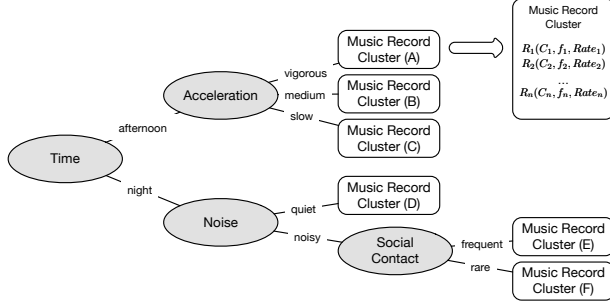 Music Record
Cluster
R₁(C₁, f₁, Rate₁)
R₂(C₂, f₂, Rate₂)
...
Rₙ(Cₙ, fₙ, Rateₙ)
Music Record
Cluster (A)
vigorous
Acceleration
medium
Music Record
Cluster (B)
slow
Music Record
Cluster (C)
afternoon
Time
night
Noise
quiet
Music Record
Cluster (D)
noisy
Social
Contact
frequent
Music Record
Cluster (E)
rare
Music Record
Cluster (F)